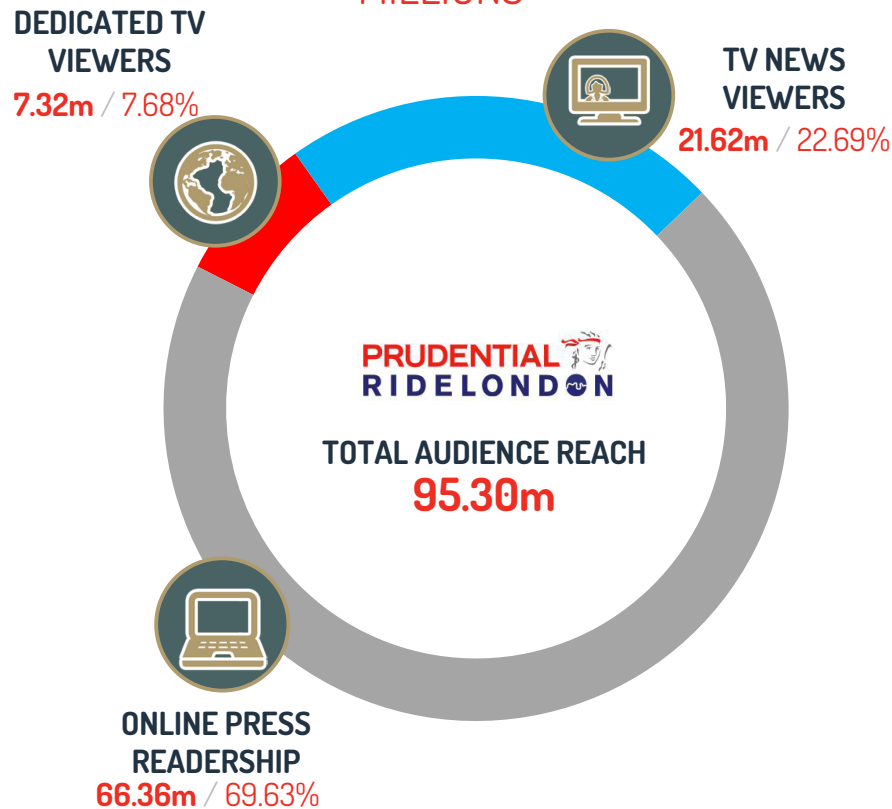 MILLIONS
DEDICATED TV
VIEWERS
7.32m / 7.68%
TV NEWS
VIEWERS
21.62m / 22.69%
PRUDENTIAL
RIDELONDON
TOTAL AUDIENCE REACH
95.30m
ONLINE PRESS
READERSHIP
66.36m / 69.63%